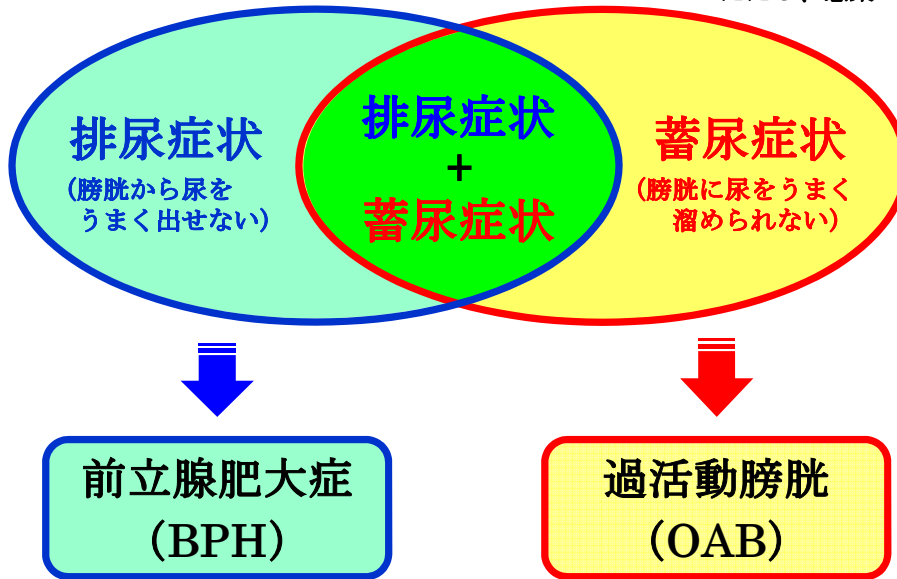 排尿症状
(膀胱から尿を
うまく出せない)
排尿症状
+
蓄尿症状
蓄尿症状
(膀胱に尿をうまく
溜められない)
前立腺肥大症
(BPH)
過活動膀胱
(OAB)